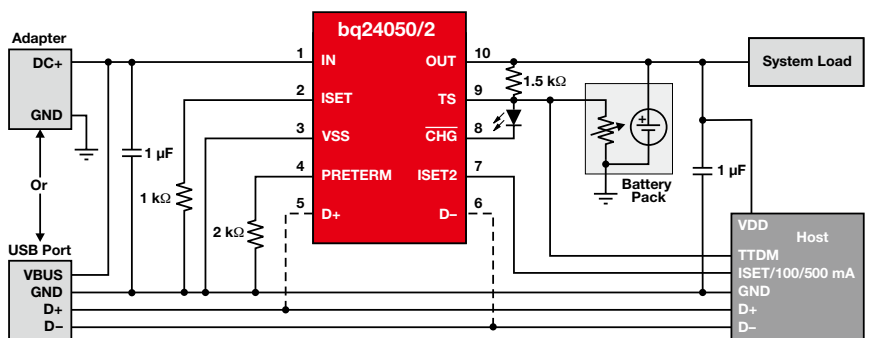 bq24050/2
Adapter
DC+
GND
Or
USB Port
VBUS
GND
D+
D–
1 µF
1 kΩ
2 kΩ
1
IN
2
ISET
3
VSS
4
PRETERM
5
D+
OUT
10
TS
9
CHG
8
ISET2
7
D–
6
1.5 kΩ
+
Battery
Pack
1 µF
System Load
Host
VDD
TTDM
ISET/100/500 mA
GND
D+
D–